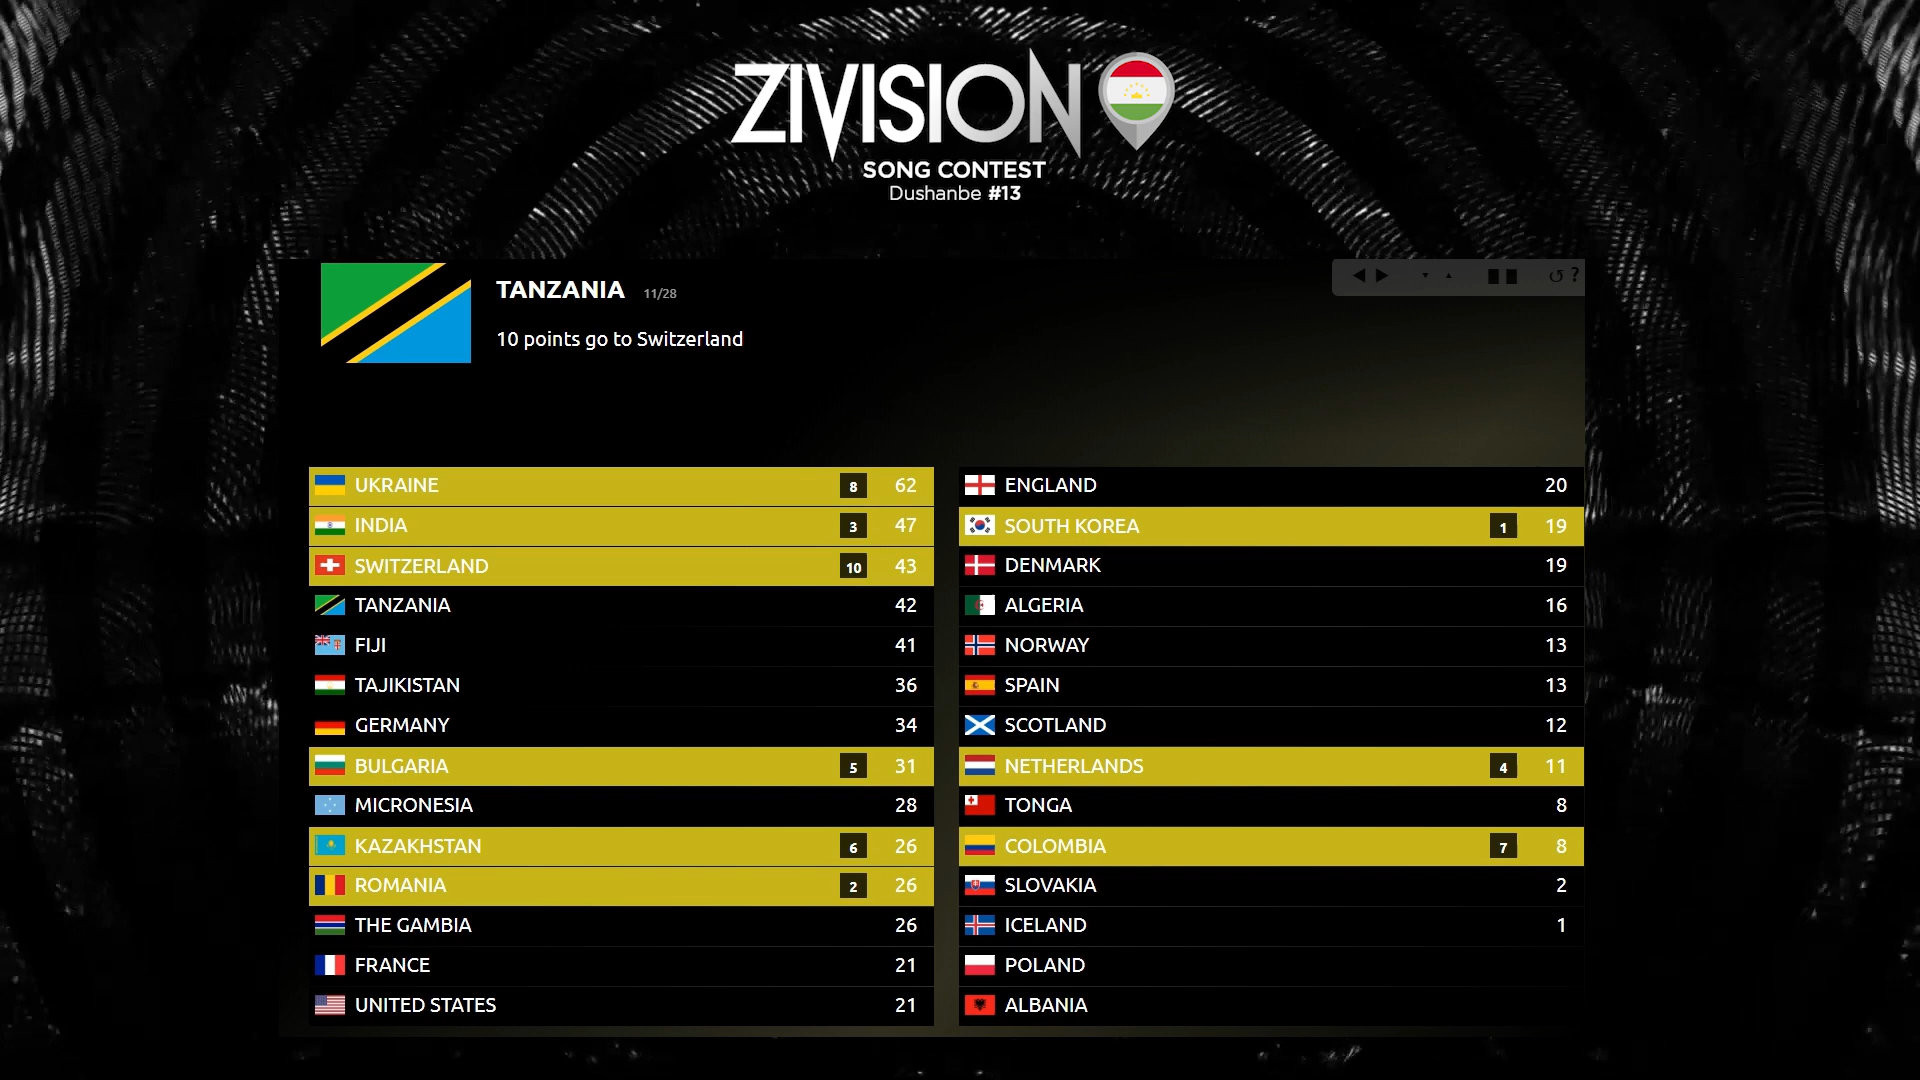 ZIVISION
SONG CONTEST
Dushanbe #13
TANZANIA 11/28
10 points go to Switzerland
?
UKRAINE 8 62
INDIA 3 47
SWITZERLAND 10 43
TANZANIA 42
FIJI 41
TAJIKISTAN 36
GERMANY 34
BULGARIA 5 31
MICRONESIA 28
KAZAKHSTAN 6 26
ROMANIA 2 26
THE GAMBIA 26
FRANCE 21
UNITED STATES 21
ENGLAND 20
SOUTH KOREA 1 19
DENMARK 19
ALGERIA 16
NORWAY 13
SPAIN 13
SCOTLAND 12
NETHERLANDS 4 11
TONGA 8
COLOMBIA 7 8
SLOVAKIA 2
ICELAND 1
POLAND
ALBANIA